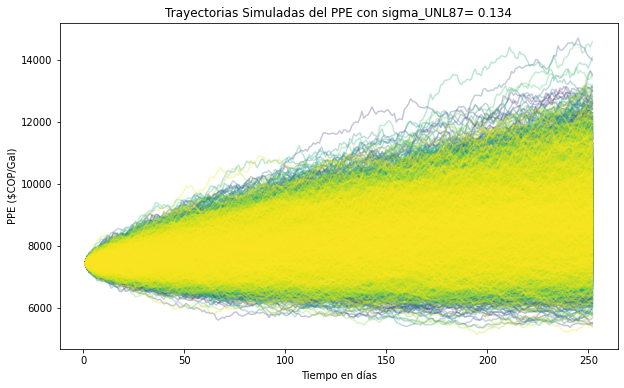 Trayectorias Simuladas del PPE con sigma_UNL87= 0.134
PPE ($COP/Gal)
14000
12000
10000
8000
6000
0 50 100 150 200 250
Tiempo en días